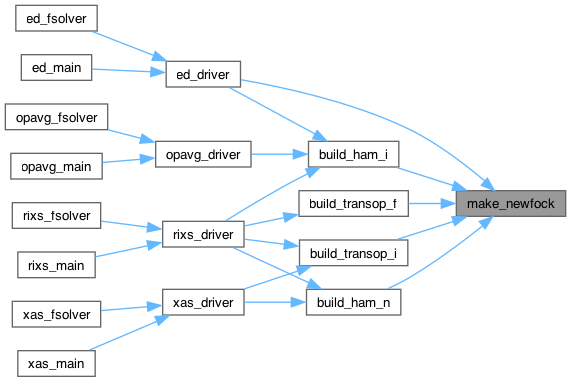 ed_fsolver
ed_main
ed_driver
opavg_fsolver
opavg_main
opavg_driver
build_ham_i
make_newfock
build_transop_f
rixs_fsolver
rixs_driver
rixs_main
build_transop_i
xas_driver
build_ham_n
xas_fsolver
xas_main